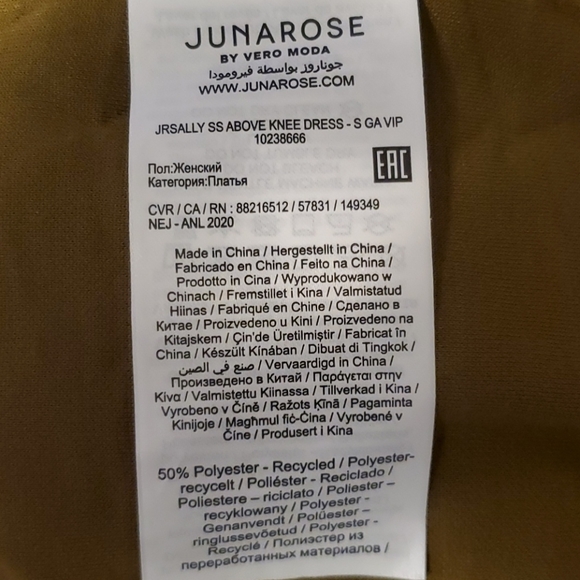 JUNAROSE
BY VERO MODA
جوناروز بواسطة فيرومودا
WWW.JUNAROSE.COM
JRSALLY SS ABOVE KNEE DRESS - S GA VIP
10238666
Пол:Женский
Категория:Платья
EAC
CVR / CA / RN : 88216512 / 57831 / 149349
NEJ - ANL 2020
Made in China / Hergestellt in China /
Fabricado en China / Feito na China /
Prodotto in Cina / Wyprodukowano w
Chinach / Fremstillet i Kina / Valmistatud
Hiinas / Fabriqué en Chine / Сделано в
Китае / Proizvedeno u Kini / Proizvedeno na
Kitajskem / Çin'de Üretilmiştir / Fabricat în
China / Készült Kínában / Dibuat di Tingkok /
صنع في الصين / Vervaardigd in China /
Произведено в Китай / Παράγεται στην
Κίνα / Valmistettu Kiinassa / Tillverkad i Kina /
Vyrobeno v Číně / Ražots Ķīnā / Pagaminta
Kinijoje / Magħmul fiċ-Ċina / Vyrobené v
Číne / Produsert i Kina
50% Polyester - Recycled / Polyester-
recycelt / Poliéster - Reciclado /
Poliestere – riciclato / Poliester –
recyklowany / Polyester -
Genanvendt / Polüester –
ringlussevõetud / Polyester -
Recyclé / Полиэстер из
переработанных материалов /